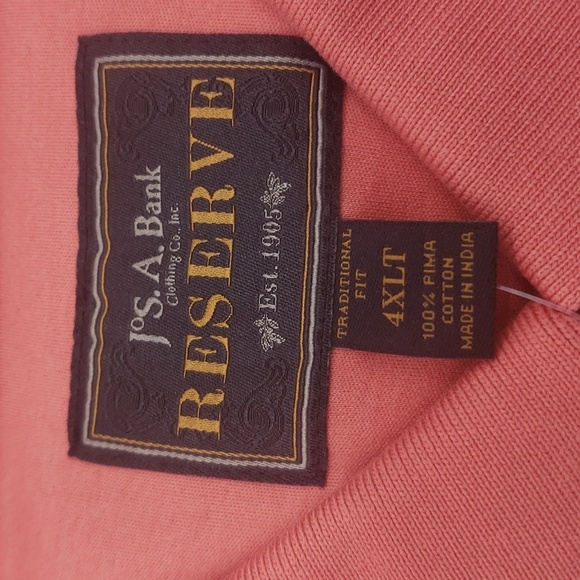 JoS. A. Bank
Clothing Co., Inc.
RESERVE
Est. 1905
TRADITIONAL
FIT
4XLT
100% PIMA
COTTON
MADE IN INDIA